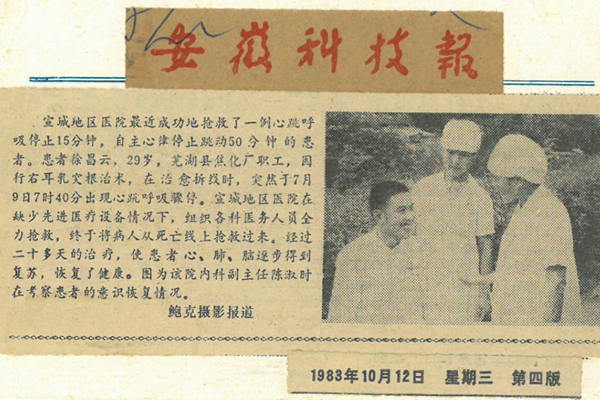 安徽科技報
宣城地区医院最近成功地抢救了一例心跳呼
吸停止15分钟，自主心律停止跳动50分钟的患
者。患者徐昌云，29岁，芜湖县焦化厂职工，因
行右耳乳突根治术，在治愈拆线时，突然于7月
9日7时40分出现心跳呼吸骤停。宣城地区医院在
缺少先进医疗设备情况下，组织各科医务人员全
力抢救，终于将病人从死亡线上抢救过来。经过
二十多天的治疗，使患者心、肺、脑逐步得到
复苏，恢复了健康。图为该院内科副主任陈淑时
在考察患者的意识恢复情况。
鲍克摄影报道
1983年10月12日 星期三 第四版